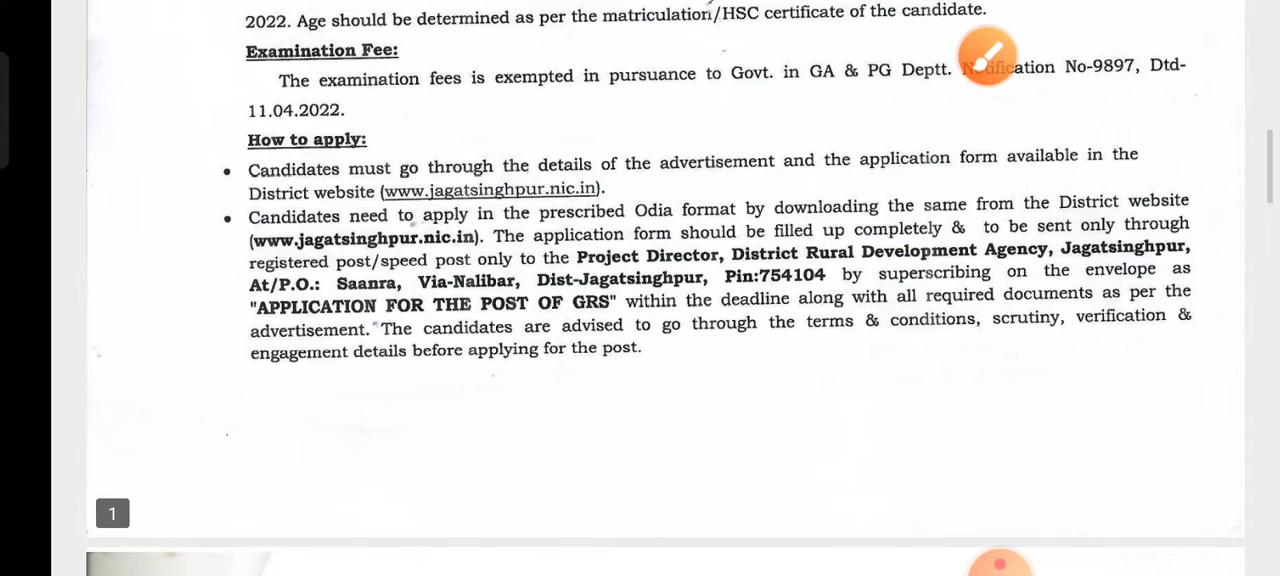 2022. Age should be determined as per the matriculation/HSC certificate of the candidate.
Examination Fee:
The examination fees is exempted in pursuance to Govt. in GA & PG Deptt. Notification No-9897, Dtd-
11.04.2022.
How to apply:
• Candidates must go through the details of the advertisement and the application form available in the
District website (www.jagatsinghpur.nic.in).
• Candidates need to apply in the prescribed Odia format by downloading the same from the District website
(www.jagatsinghpur.nic.in). The application form should be filled up completely & to be sent only through
registered post/speed post only to the Project Director, District Rural Development Agency, Jagatsinghpur,
At/P.O.: Saanra, Via-Nalibar, Dist-Jagatsinghpur, Pin:754104 by superscribing on the envelope as
"APPLICATION FOR THE POST OF GRS" within the deadline along with all required documents as per the
advertisement. The candidates are advised to go through the terms & conditions, scrutiny, verification &
engagement details before applying for the post.
1